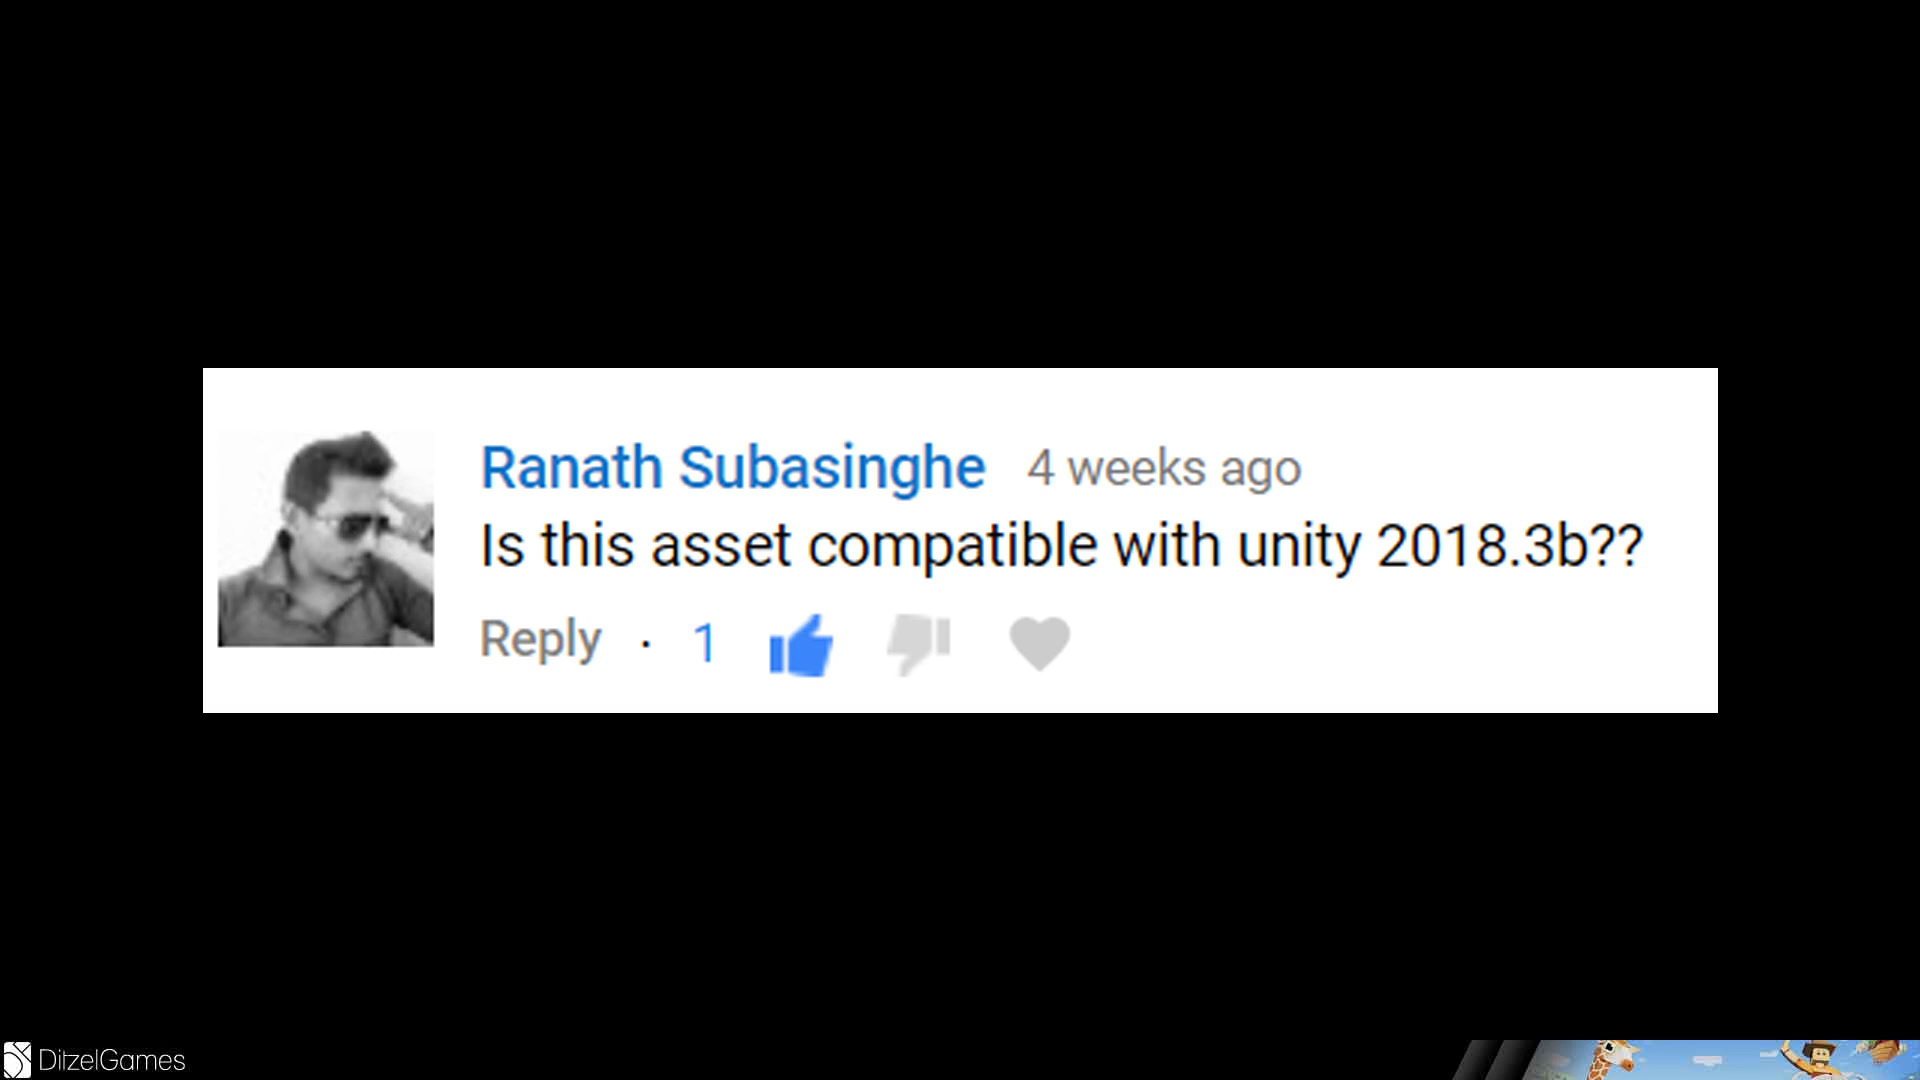 Ranath Subasinghe 4 weeks ago
Is this asset compatible with unity 2018.3b??
Reply · 1
DitzelGames